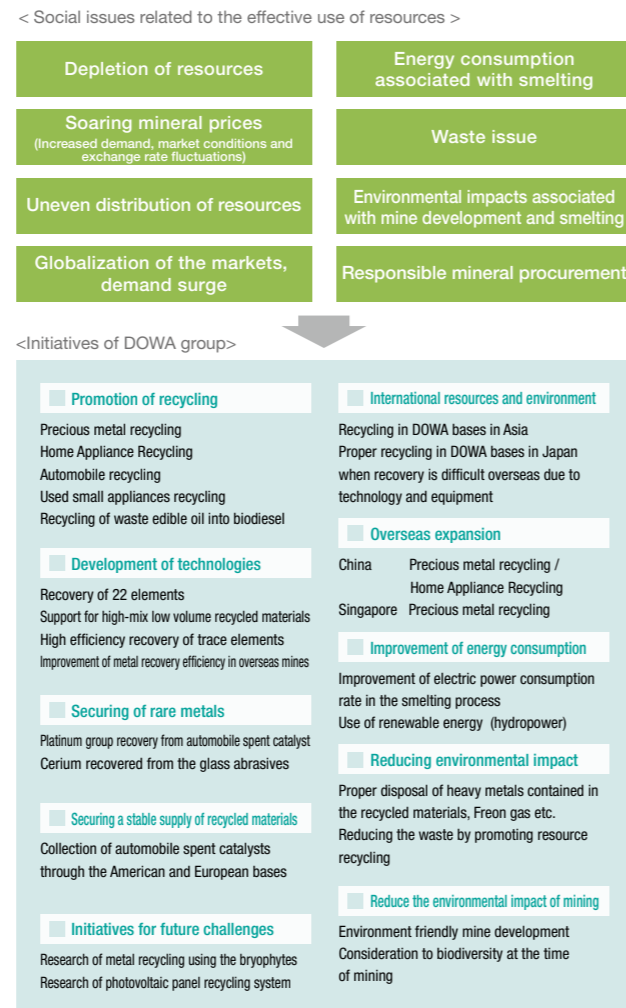 < Social issues related to the effective use of resources >
Depletion of resources
Energy consumption
associated with smelting
Soaring mineral prices
(Increased demand, market conditions and
exchange rate fluctuations)
Waste issue
Uneven distribution of resources
Environmental impacts associated
with mine development and smelting
Globalization of the markets,
demand surge
Responsible mineral procurement
<Initiatives of DOWA group>
Promotion of recycling
Precious metal recycling
Home Appliance Recycling
Automobile recycling
Used small appliances recycling
Recycling of waste edible oil into biodiesel
Development of technologies
Recovery of 22 elements
Support for high-mix low volume recycled materials
High efficiency recovery of trace elements
Improvement of metal recovery efficiency in overseas mines
Securing of rare metals
Platinum group recovery from automobile spent catalyst
Cerium recovered from the glass abrasives
Securing a stable supply of recycled materials
Collection of automobile spent catalysts
through the American and European bases
Initiatives for future challenges
Research of metal recycling using the bryophytes
Research of photovoltaic panel recycling system
International resources and environment
Recycling in DOWA bases in Asia
Proper recycling in DOWA bases in Japan
when recovery is difficult overseas due to
technology and equipment
Overseas expansion
China Precious metal recycling /
Home Appliance Recycling
Singapore Precious metal recycling
Improvement of energy consumption
Improvement of electric power consumption
rate in the smelting process
Use of renewable energy (hydropower)
Reducing environmental impact
Proper disposal of heavy metals contained in
the recycled materials, Freon gas etc.
Reducing the waste by promoting resource
recycling
Reduce the environmental impact of mining
Environment friendly mine development
Consideration to biodiversity at the time
of mining